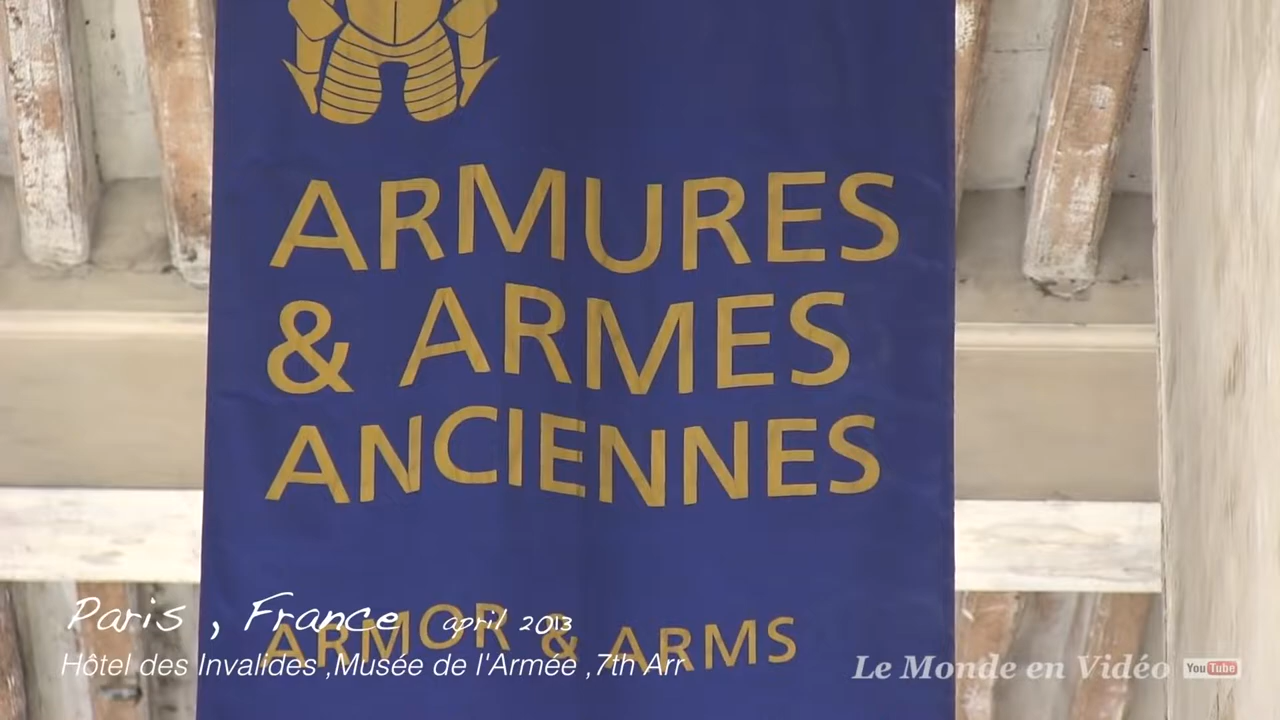 ARMURES
& ARMES
ANCIENNES
ARMOR & ARMS
Paris , France april 2013
Hôtel des Invalides ,Musée de l'Armée ,7th Arr
Le Monde en Vidéo YouTube